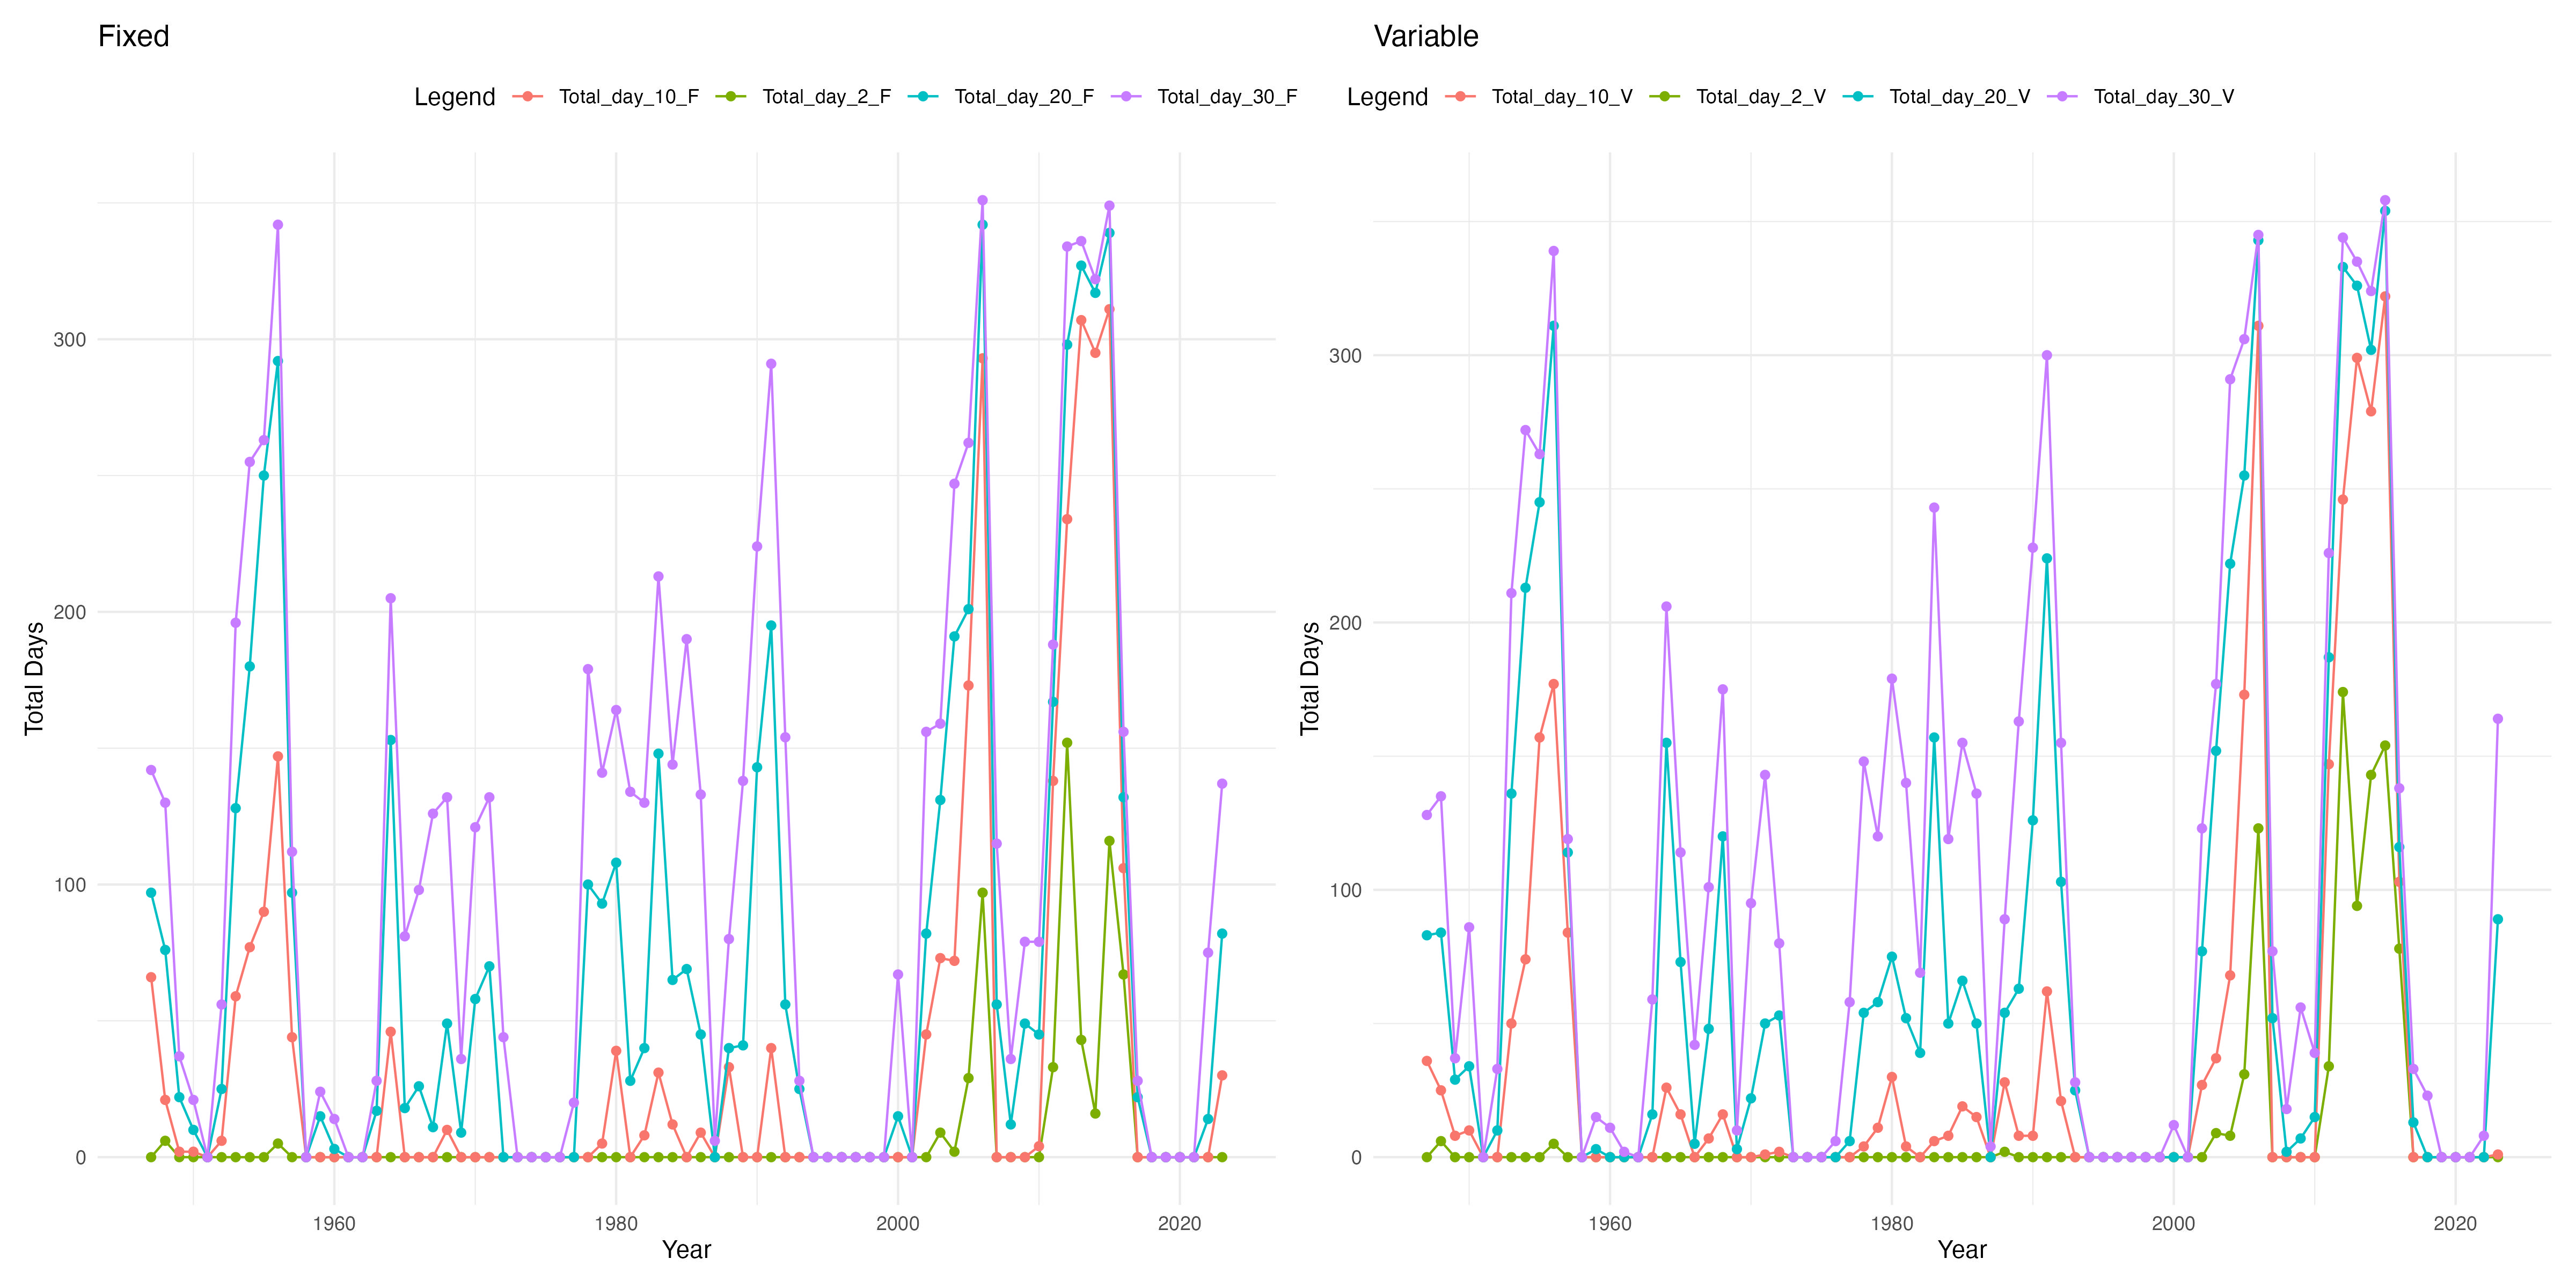 Fixed
Legend Total_day_10_F Total_day_2_F Total_day_20_F Total_day_30_F
300
200
100
0
Total Days
1960 1980 2000 2020
Year
Variable
Legend Total_day_10_V Total_day_2_V Total_day_20_V Total_day_30_V
300
200
100
0
Total Days
1960 1980 2000 2020
Year